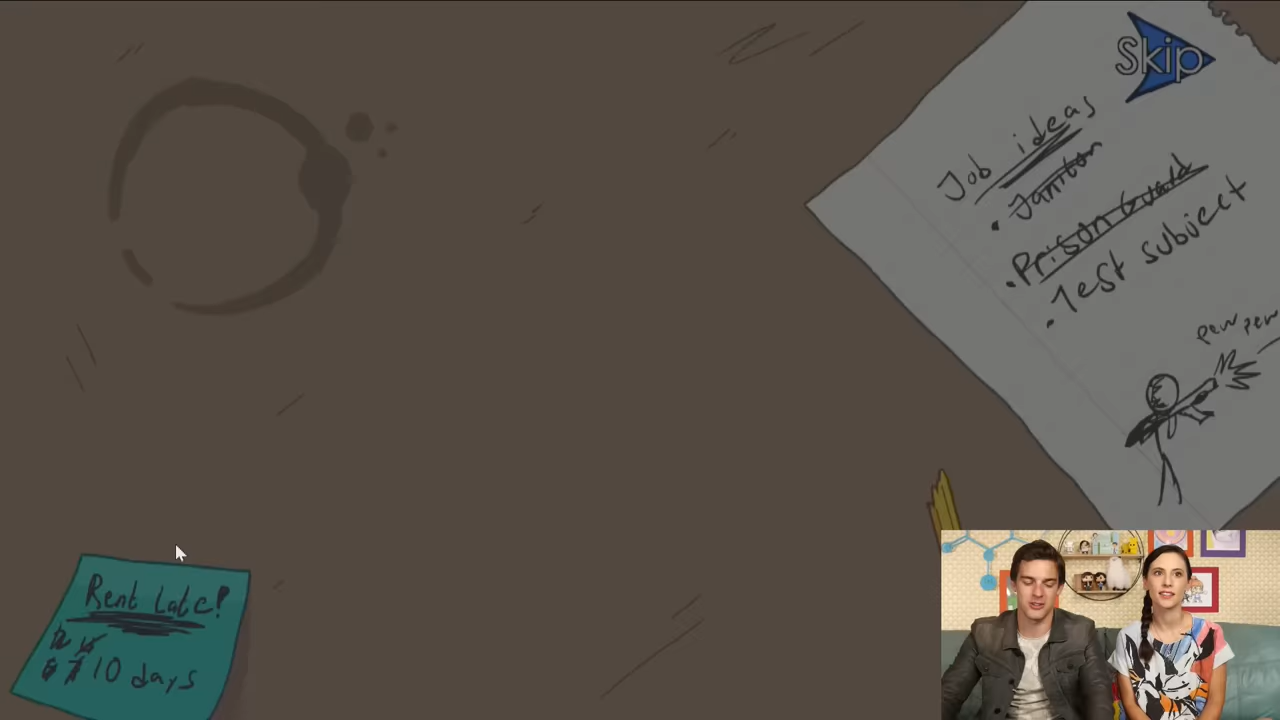 Skip
Job ideas
• Janitor
• Prison Guard
• Test subject
pew pew
Rent Late!
10 days